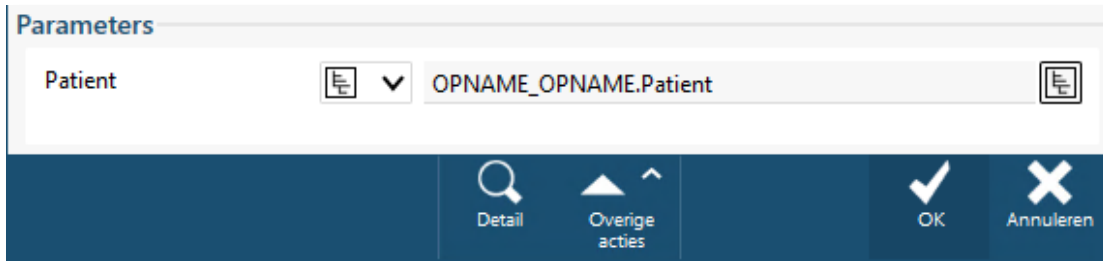 Parameters
Patient
OPNAME_OPNAME.Patient
Detail
Overige
acties
OK
Annuleren